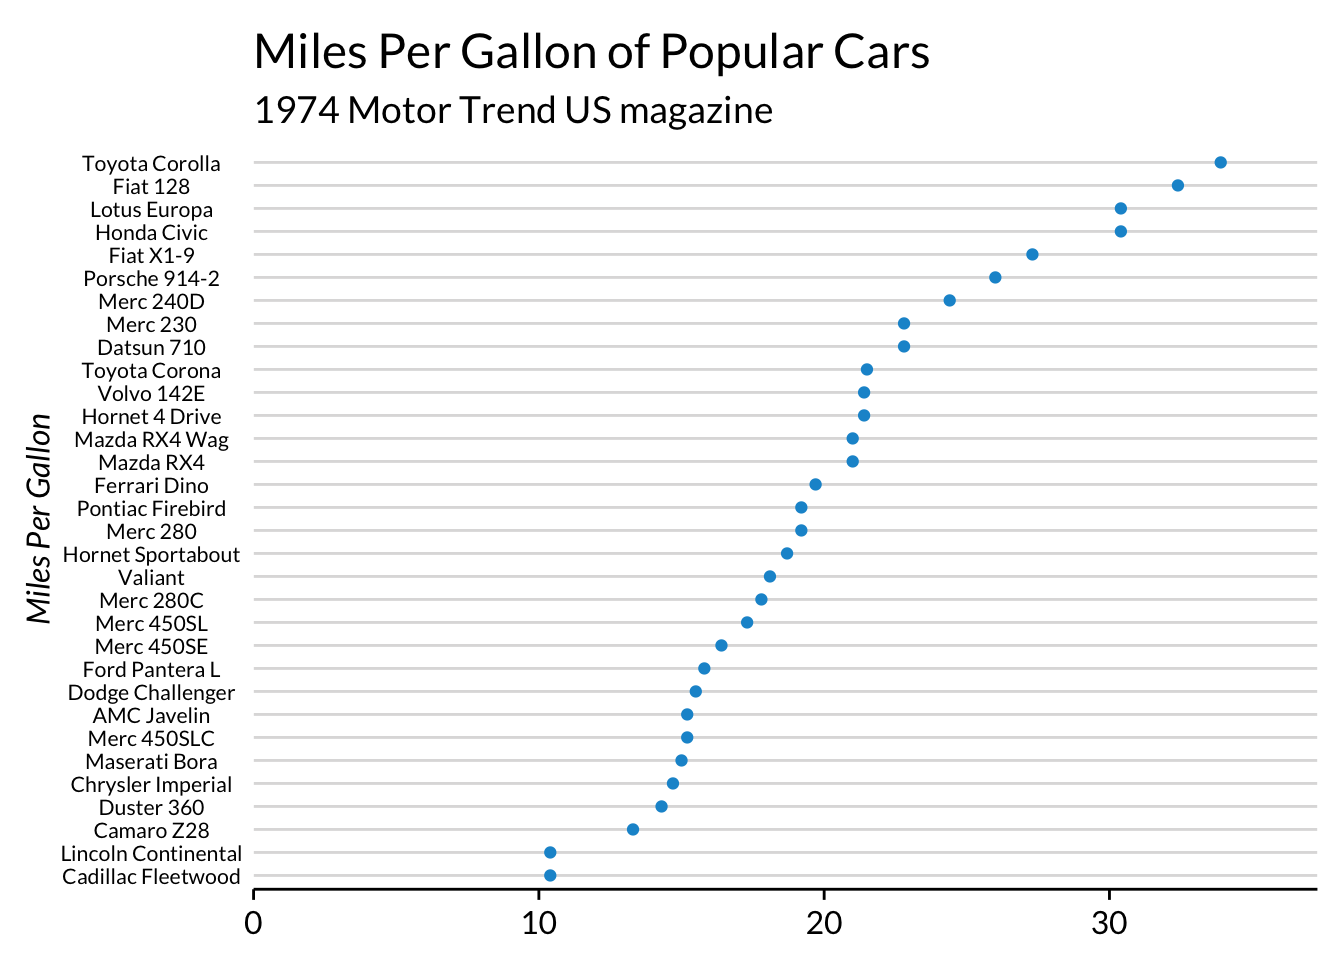 Miles Per Gallon of Popular Cars
1974 Motor Trend US magazine
Miles Per Gallon
Toyota Corolla
Fiat 128
Lotus Europa
Honda Civic
Fiat X1-9
Porsche 914-2
Merc 240D
Merc 230
Datsun 710
Toyota Corona
Volvo 142E
Hornet 4 Drive
Mazda RX4 Wag
Mazda RX4
Ferrari Dino
Pontiac Firebird
Merc 280
Hornet Sportabout
Valiant
Merc 280C
Merc 450SL
Merc 450SE
Ford Pantera L
Dodge Challenger
AMC Javelin
Merc 450SLC
Maserati Bora
Chrysler Imperial
Duster 360
Camaro Z28
Lincoln Continental
Cadillac Fleetwood
0 10 20 30